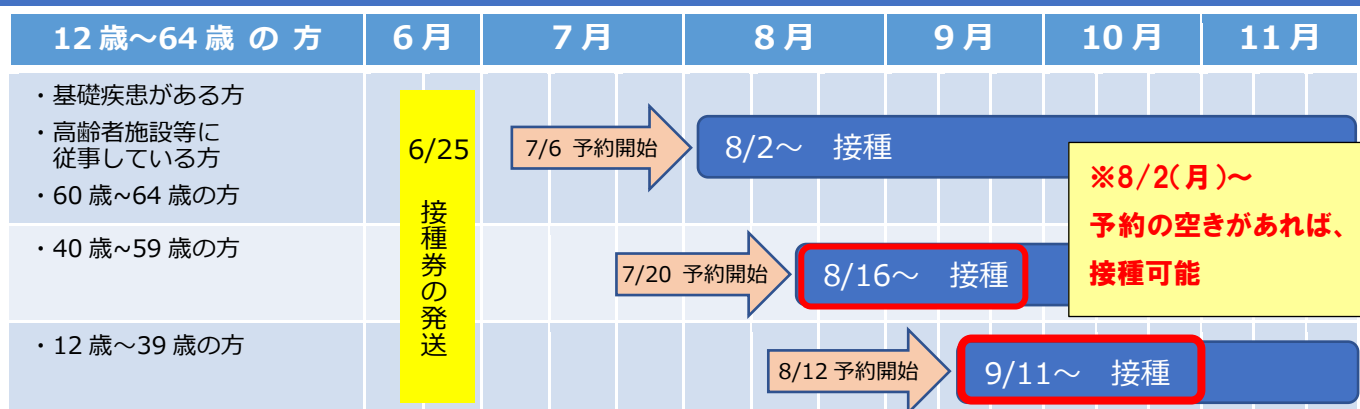 12歳～64歳 の 方
6月
7月
8月
9月
10月
11月
・基礎疾患がある方
・高齢者施設等に
従事している方
・60歳~64歳の方
6/25 接種券の発送
7/6 予約開始
8/2～ 接種
※8/2(月)～
予約の空きがあれば、
接種可能
・40歳~59歳の方
7/20 予約開始
8/16～ 接種
・12歳～39歳の方
8/12 予約開始
9/11～ 接種